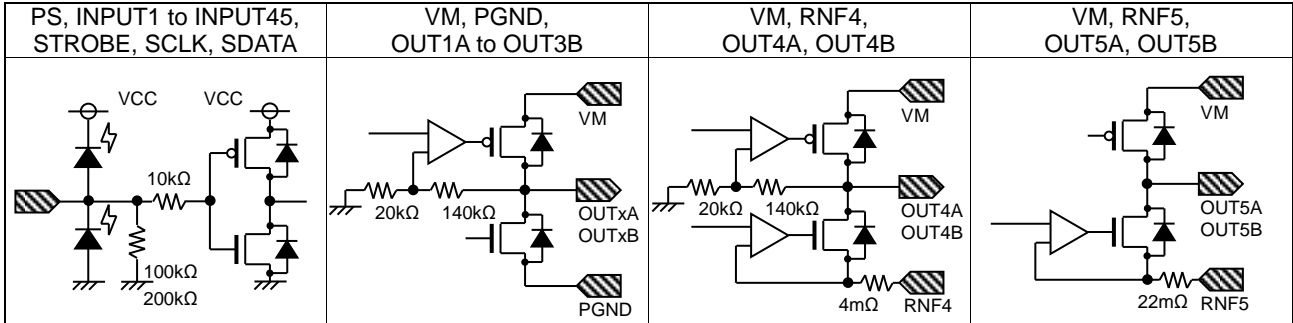 PS, INPUT1 to INPUT45,
STROBE, SCLK, SDATA
VM, PGND,
OUT1A to OUT3B
VM, RNF4,
OUT4A, OUT4B
VM, RNF5,
OUT5A, OUT5B
VCC
VCC
10kΩ
100kΩ
200kΩ
VM
20kΩ
140kΩ
OUTxA
OUTxB
PGND
VM
20kΩ
140kΩ
OUT4A
OUT4B
4mΩ
RNF4
VM
OUT5A
OUT5B
22mΩ
RNF5